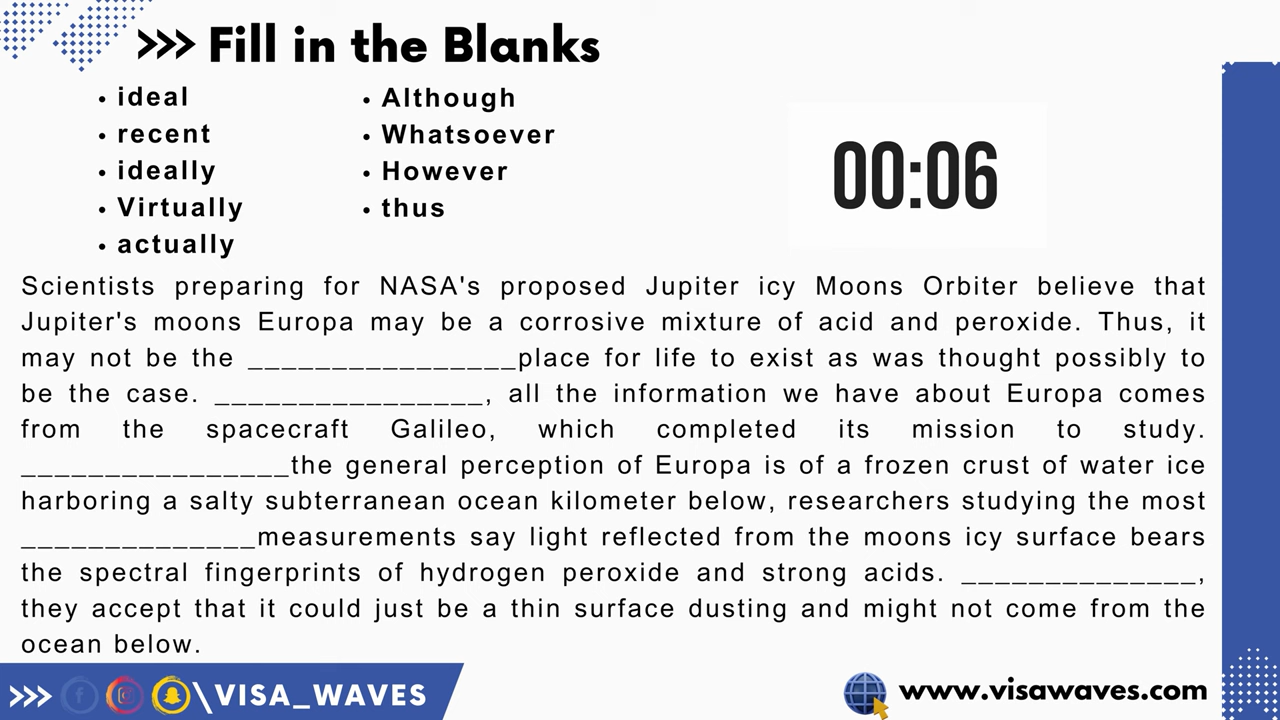 >>> Fill in the Blanks
• ideal
• recent
• ideally
• Virtually
• actually
• Although
• Whatsoever
• However
• thus
00:06
Scientists preparing for NASA's proposed Jupiter icy Moons Orbiter believe that
Jupiter's moons Europa may be a corrosive mixture of acid and peroxide. Thus, it
may not be the ________________place for life to exist as was thought possibly to
be the case. ________________, all the information we have about Europa comes
from the spacecraft Galileo, which completed its mission to study.
________________the general perception of Europa is of a frozen crust of water ice
harboring a salty subterranean ocean kilometer below, researchers studying the most
______________measurements say light reflected from the moons icy surface bears
the spectral fingerprints of hydrogen peroxide and strong acids. ______________,
they accept that it could just be a thin surface dusting and might not come from the
ocean below.
>>> \VISA_WAVES
www.visawaves.com